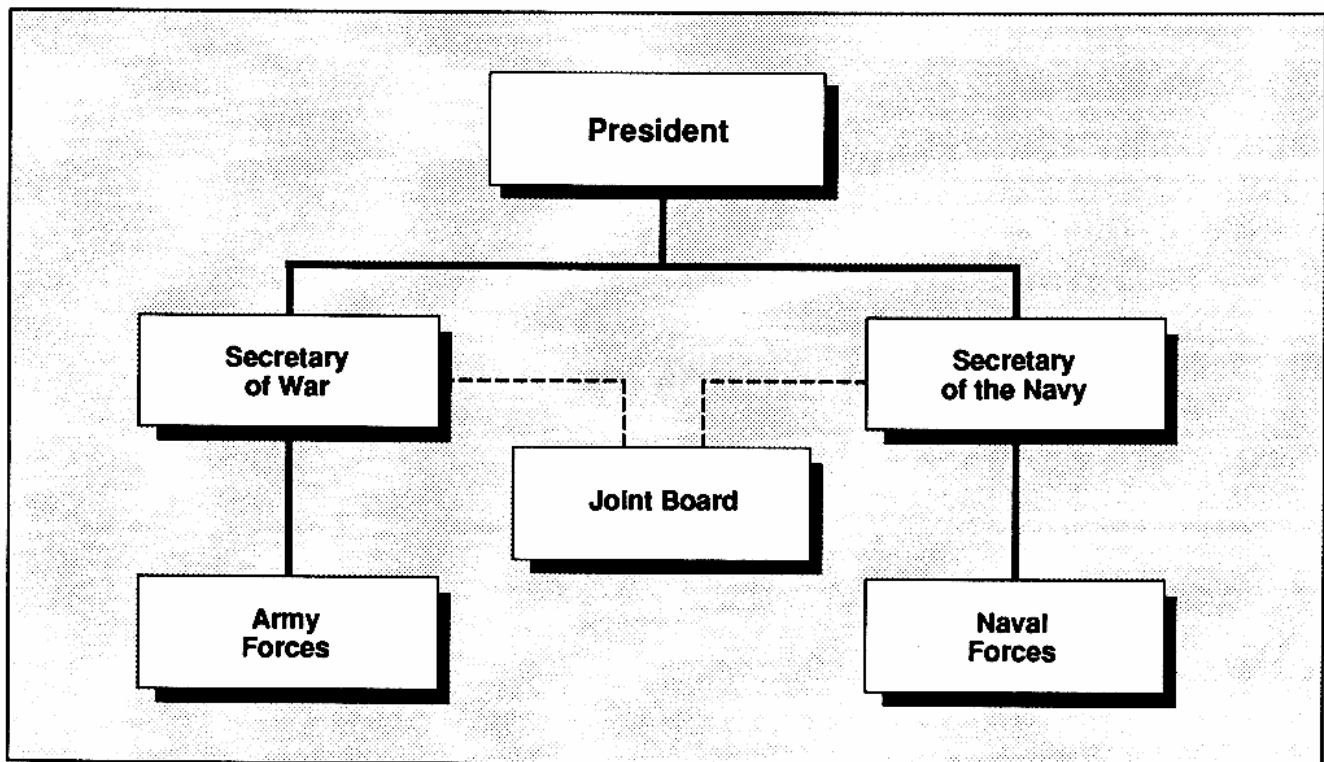 President
Secretary
of War
Secretary
of the Navy
Joint Board
Army
Forces
Naval
Forces